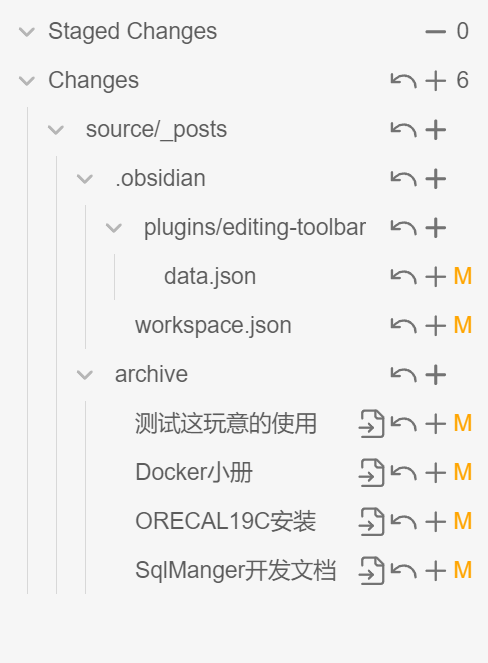 Staged Changes 0
Changes 6
source/_posts
.obsidian
plugins/editing-toolbar
data.json M
workspace.json M
archive
测试这玩意的使用 M
Docker小册 M
ORECAL19C安装 M
SqlManger开发文档 M